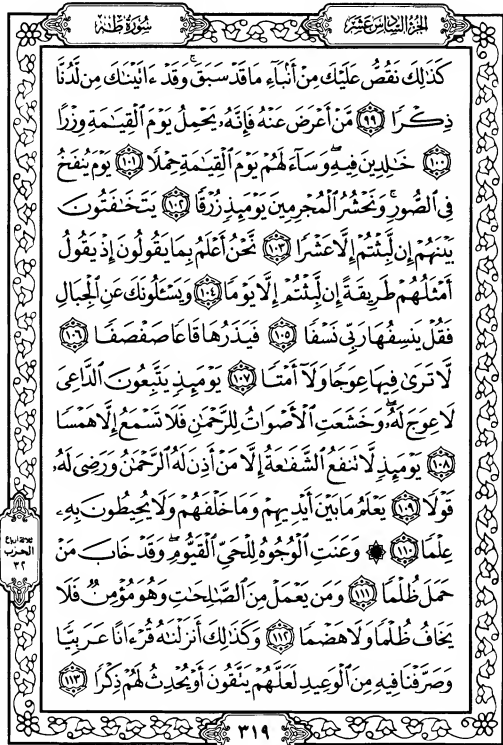 سُورَةُ طه
الجزء السادس عشر
كَذَٰلِكَ نَقُصُّ عَلَيْكَ مِنْ أَنۢبَآءِ مَا قَدْ سَبَقَ ۚ وَقَدْ ءَاتَيْنَٰكَ مِن لَّدُنَّا
ذِكْرًا ٩٩ مَّنْ أَعْرَضَ عَنْهُ فَإِنَّهُۥ يَحْمِلُ يَوْمَ ٱلْقِيَٰمَةِ وِزْرًا
١٠٠ خَٰلِدِينَ فِيهِ ۖ وَسَآءَ لَهُمْ يَوْمَ ٱلْقِيَٰمَةِ حِمْلًا ١٠١ يَوْمَ يُنفَخُ
فِى ٱلصُّورِ ۚ وَنَحْشُرُ ٱلْمُجْرِمِينَ يَوْمَئِذٍ زُرْقًا ١٠٢ يَتَخَٰفَتُونَ
بَيْنَهُمْ إِن لَّبِثْتُمْ إِلَّا عَشْرًا ١٠٣ نَّحْنُ أَعْلَمُ بِمَا يَقُولُونَ إِذْ يَقُولُ
أَمْثَلُهُمْ طَرِيقَةً إِن لَّبِثْتُمْ إِلَّا يَوْمًا ١٠٤ وَيَسْـَٔلُونَكَ عَنِ ٱلْجِبَالِ
فَقُلْ يَنسِفُهَا رَبِّى نَسْفًا ١٠٥ فَيَذَرُهَا قَاعًا صَفْصَفًا ١٠٦
لَّا تَرَىٰ فِيهَا عِوَجًا وَلَآ أَمْتًا ١٠٧ يَوْمَئِذٍ يَتَّبِعُونَ ٱلدَّاعِىَ
لَا عِوَجَ لَهُۥ ۖ وَخَشَعَتِ ٱلْأَصْوَاتُ لِلرَّحْمَٰنِ فَلَا تَسْمَعُ إِلَّا هَمْسًا
١٠٨ يَوْمَئِذٍ لَّا تَنفَعُ ٱلشَّفَٰعَةُ إِلَّا مَنْ أَذِنَ لَهُ ٱلرَّحْمَٰنُ وَرَضِىَ لَهُۥ
قَوْلًا ١٠٩ يَعْلَمُ مَا بَيْنَ أَيْدِيهِمْ وَمَا خَلْفَهُمْ وَلَا يُحِيطُونَ بِهِۦ
عِلْمًا ١١٠ ۞ وَعَنَتِ ٱلْوُجُوهُ لِلْحَىِّ ٱلْقَيُّومِ ۖ وَقَدْ خَابَ مَنْ
حَمَلَ ظُلْمًا ١١١ وَمَن يَعْمَلْ مِنَ ٱلصَّٰلِحَٰتِ وَهُوَ مُؤْمِنٌ فَلَا
يَخَافُ ظُلْمًا وَلَا هَضْمًا ١١٢ وَكَذَٰلِكَ أَنزَلْنَٰهُ قُرْءَانًا عَرَبِيًّا
وَصَرَّفْنَا فِيهِ مِنَ ٱلْوَعِيدِ لَعَلَّهُمْ يَتَّقُونَ أَوْ يُحْدِثُ لَهُمْ ذِكْرًا ١١٣
ثلاثة أرباع
الحزب
٣٢
٣١٩